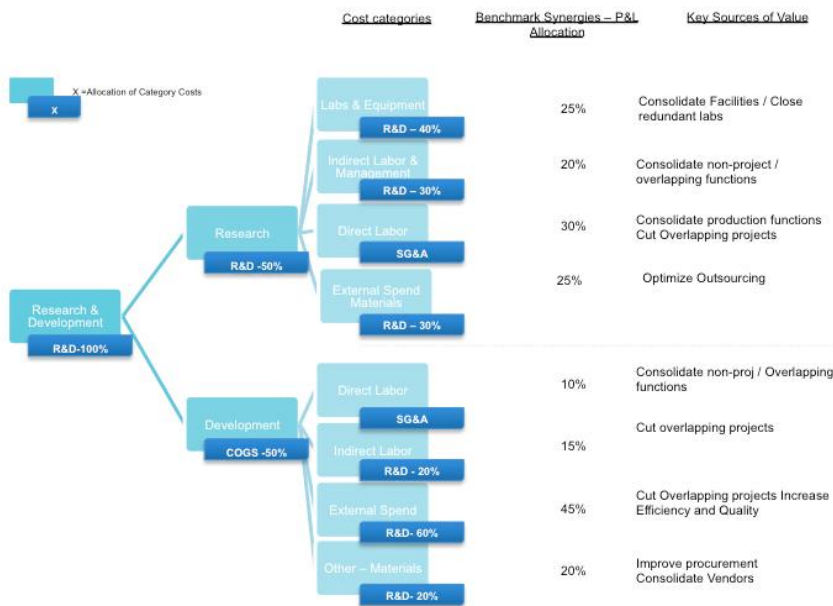 Cost categories
Benchmark Synergies – P&L
Allocation
Key Sources of Value
X =Allocation of Category Costs
X
Labs & Equipment
R&D – 40%
25%
Consolidate Facilities / Close
redundant labs
Indirect Labor &
Management
R&D – 30%
20%
Consolidate non-project /
overlapping functions
Research
R&D -50%
Direct Labor
SG&A
30%
Consolidate production functions
Cut Overlapping projects
External Spend
Materials
R&D – 30%
25%
Optimize Outsourcing
Research &
Development
R&D-100%
Development
COGS -50%
Direct Labor
SG&A
10%
Consolidate non-proj / Overlapping
functions
Indirect Labor
R&D - 20%
15%
Cut overlapping projects
External Spend
R&D- 60%
45%
Cut Overlapping projects Increase
Efficiency and Quality
Other – Materials
R&D- 20%
20%
Improve procurement
Consolidate Vendors